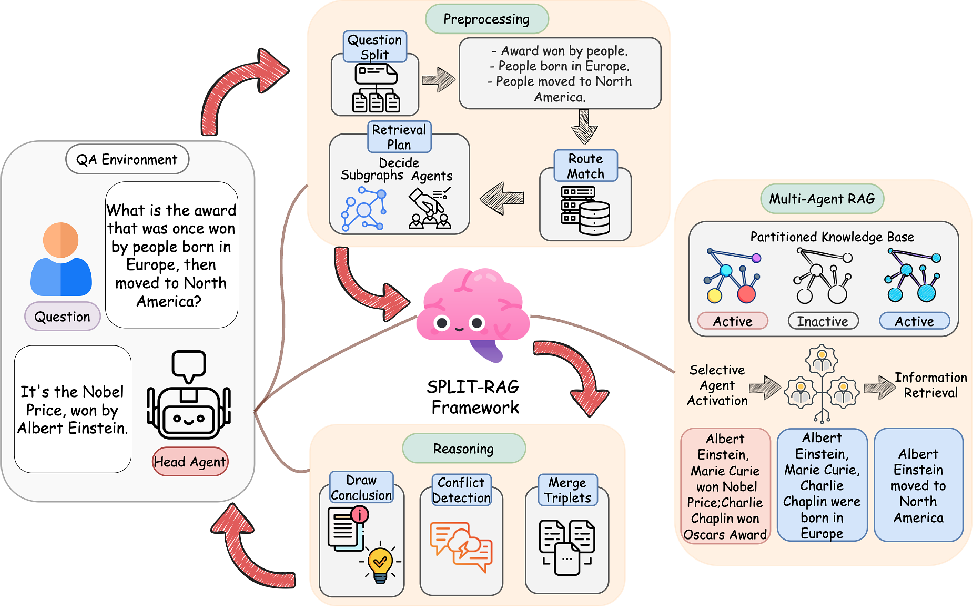 QA Environment
What is the award
that was once won
by people born in
Europe, then
moved to North
America?
Question
It's the Nobel
Price, won by
Albert Einstein.
Head Agent
Preprocessing
Question
Split
- Award won by people.
- People born in Europe.
- People moved to North
America.
Retrieval
Plan
Decide
Subgraphs Agents
Route
Match
SPLIT-RAG
Framework
Reasoning
Draw
Conclusion
Conflict
Detection
Merge
Triplets
Multi-Agent RAG
Partitioned Knowledge Base
Active
Inactive
Active
Selective
Agent
Activation
Information
Retrieval
Albert
Einstein,
Marie Curie
won Nobel
Price;Charlie
Chaplin won
Oscars Award
Albert
Einstein,
Marie Curie,
Charlie
Chaplin were
born in
Europe
Albert
Einstein
moved to
North
America